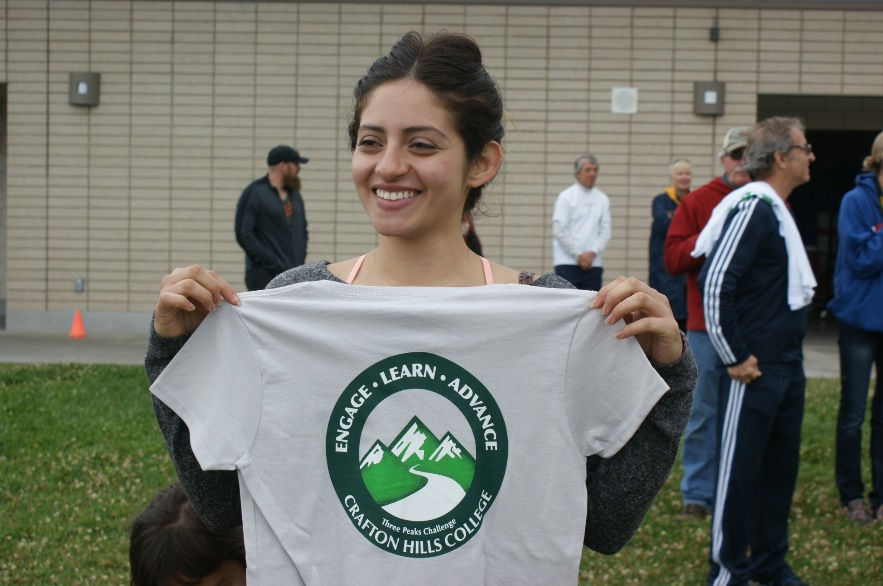 ENGAGE • LEARN • ADVANCE
Three Peaks Challenge
CRAFTON HILLS COLLEGE